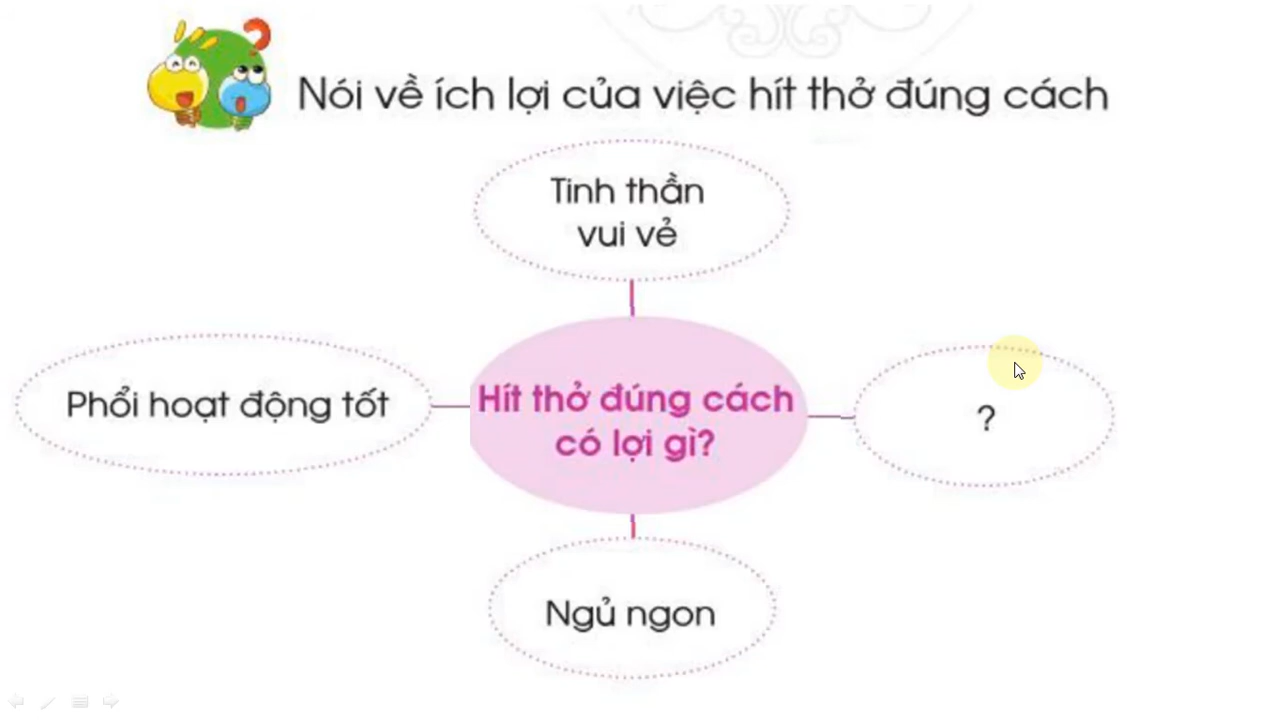 Nói về ích lợi của việc hít thở đúng cách
Tinh thần
vui vẻ
Phổi hoạt động tốt
Hít thở đúng cách
có lợi gì?
?
Ngủ ngon